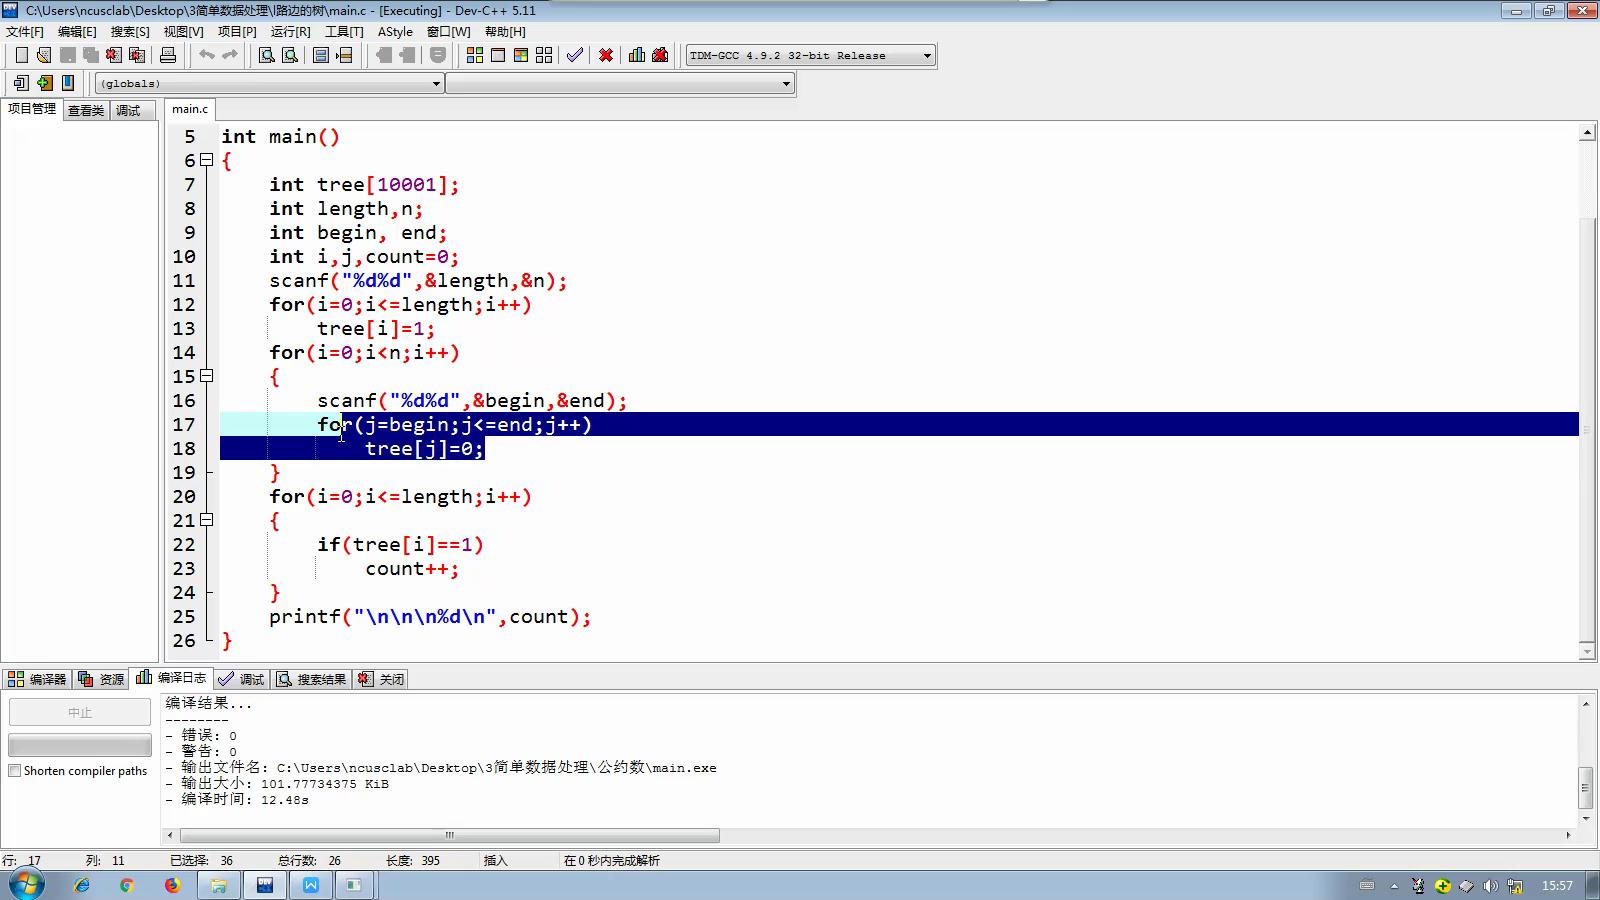 C:\Users\ncusclab\Desktop\3简单数据处理\l路边的树\main.c - [Executing] - Dev-C++ 5.11
文件[F] 编辑[E] 搜索[S] 视图[V] 项目[P] 运行[R] 工具[T] AStyle 窗口[W] 帮助[H]
TDM-GCC 4.9.2 32-bit Release
(globals)
项目管理 查看类 调试 main.c
5 int main()
6 {
7 int tree[10001];
8 int length,n;
9 int begin, end;
10 int i,j,count=0;
11 scanf("%d%d",&length,&n);
12 for(i=0;i<=length;i++)
13 tree[i]=1;
14 for(i=0;i<n;i++)
15 {
16 scanf("%d%d",&begin,&end);
17 for(j=begin;j<=end;j++)
18 tree[j]=0;
19 }
20 for(i=0;i<=length;i++)
21 {
22 if(tree[i]==1)
23 count++;
24 }
25 printf("\n\n\n%d\n",count);
26 }
编译器 资源 编译日志 调试 搜索结果 关闭
中止
Shorten compiler paths
编译结果...
--------
- 错误: 0
- 警告: 0
- 输出文件名: C:\Users\ncusclab\Desktop\3简单数据处理\公约数\main.exe
- 输出大小: 101.77734375 KiB
- 编译时间: 12.48s
行: 17 列: 11 已选择: 36 总行数: 26 长度: 395 插入 在 0 秒内完成解析
15:57